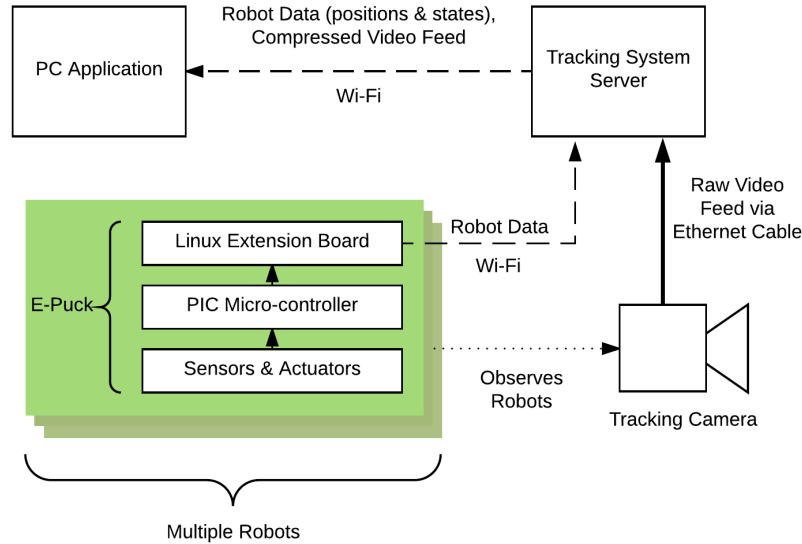 Robot Data (positions & states),
Compressed Video Feed
PC Application
Tracking System
Server
Wi-Fi
Raw Video
Feed via
Ethernet Cable
Linux Extension Board
Robot Data
Wi-Fi
E-Puck
PIC Micro-controller
Sensors & Actuators
Observes
Robots
Tracking Camera
Multiple Robots